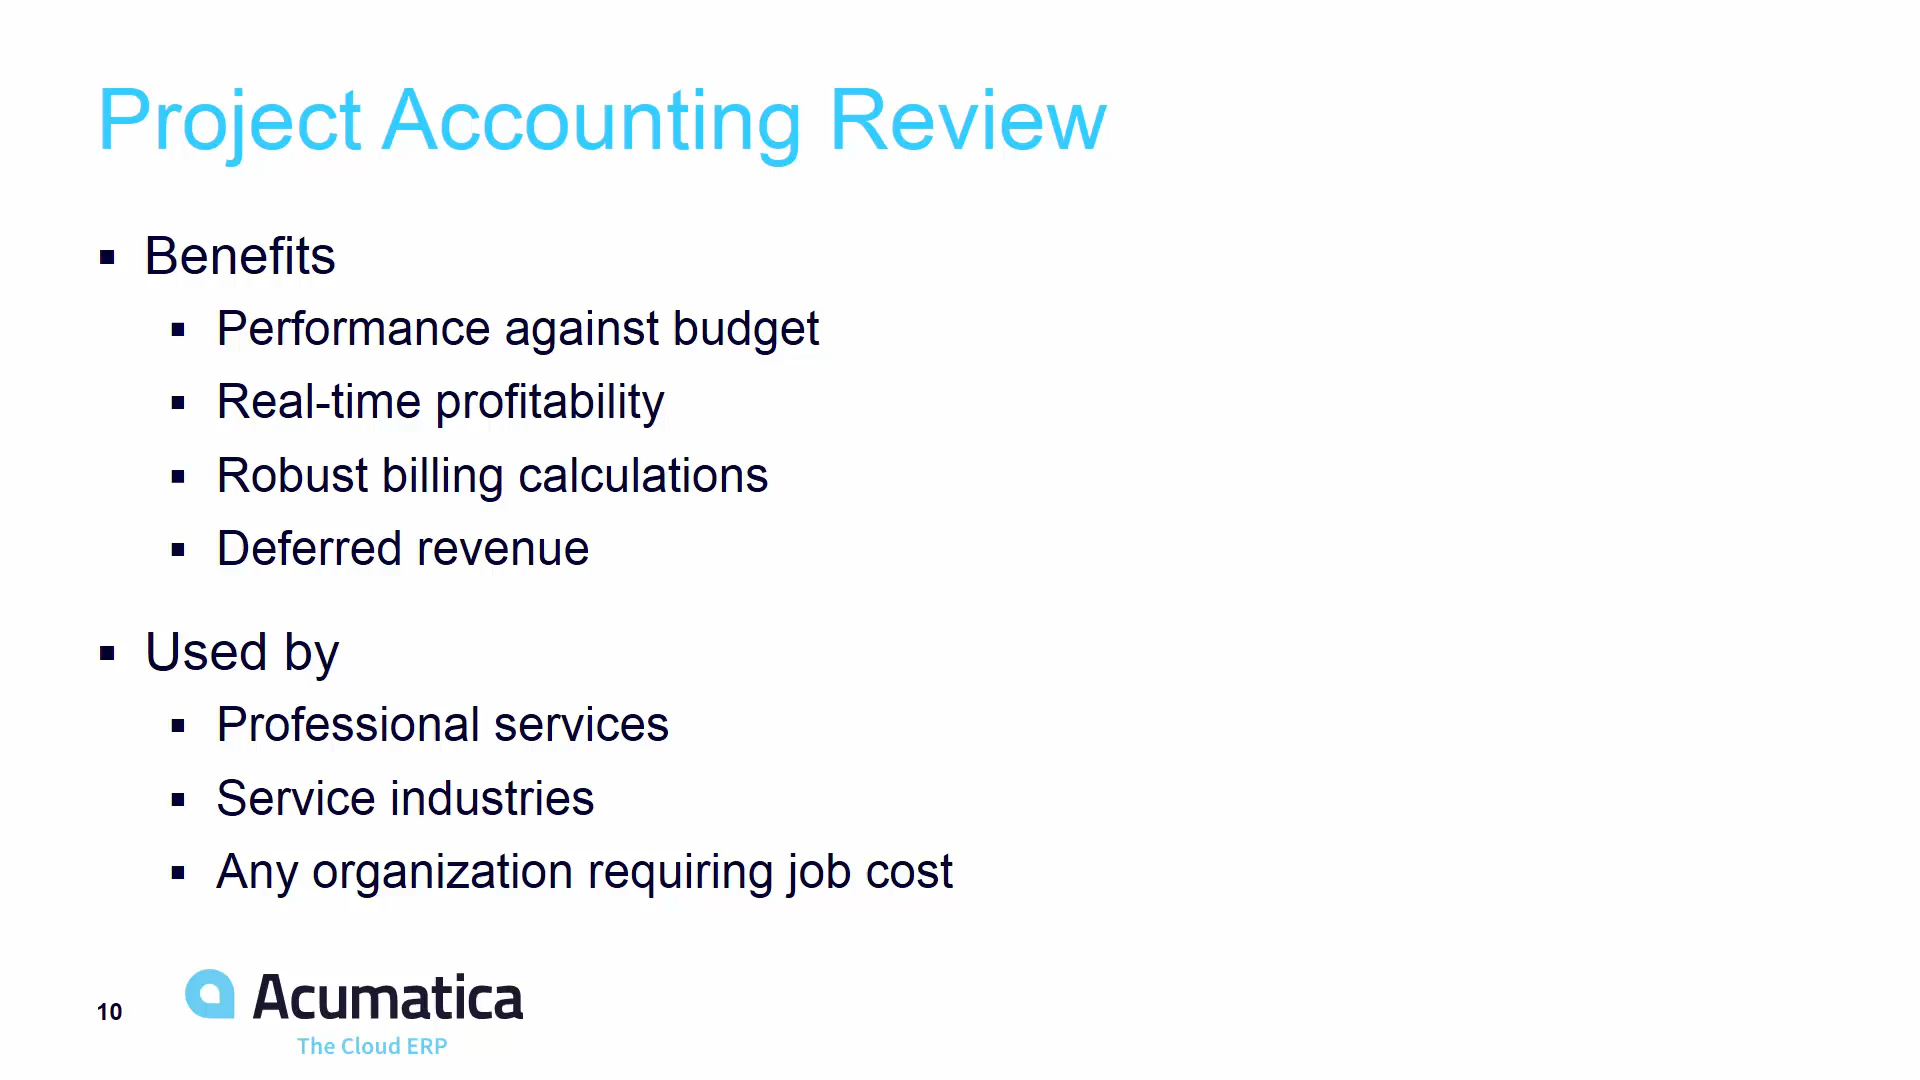 Project Accounting Review
▪ Benefits
▪ Performance against budget
▪ Real-time profitability
▪ Robust billing calculations
▪ Deferred revenue
▪ Used by
▪ Professional services
▪ Service industries
▪ Any organization requiring job cost
10
Acumatica
The Cloud ERP